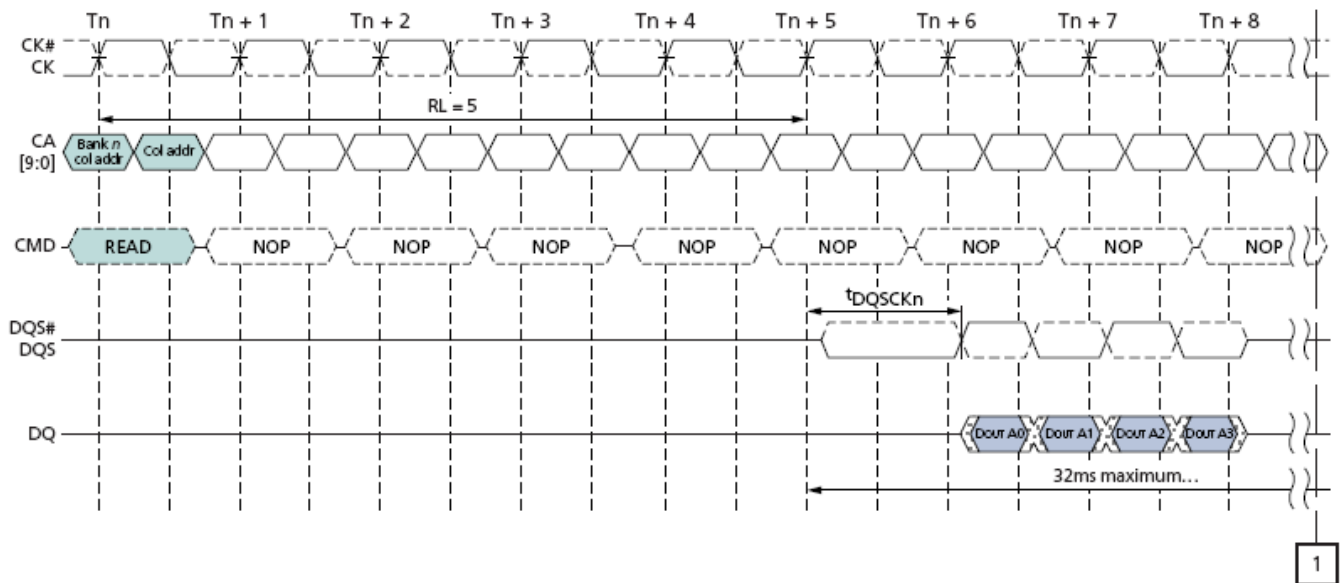 Tn Tn + 1 Tn + 2 Tn + 3 Tn + 4 Tn + 5 Tn + 6 Tn + 7 Tn + 8
CK#
CK
RL = 5
CA
[9:0]
Bank n
col addr
Col addr
CMD READ NOP NOP NOP NOP NOP NOP NOP NOP
tDQSCKn
DQS#
DQS
DQ DOUT A0 DOUT A1 DOUT A2 DOUT A3
32ms maximum...
1